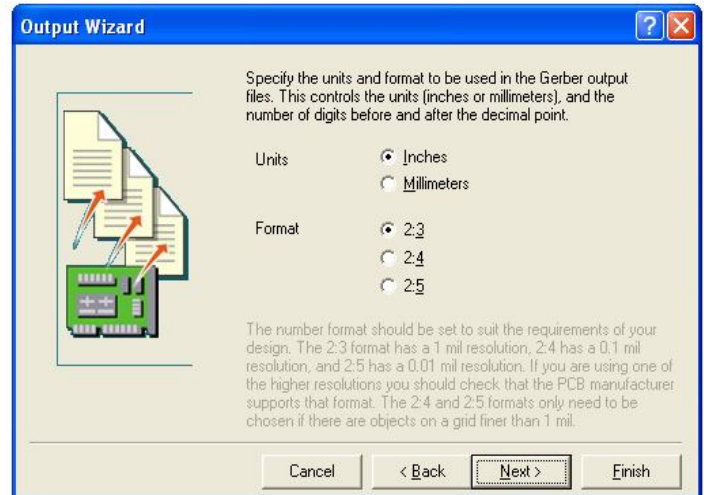 Output Wizard
Specify the units and format to be used in the Gerber output
files. This controls the units (inches or millimeters), and the
number of digits before and after the decimal point.
Units
Inches
Millimeters
Format
2:3
2:4
2:5
The number format should be set to suit the requirements of your
design. The 2:3 format has a 1 mil resolution, 2:4 has a 0.1 mil
resolution, and 2:5 has a 0.01 mil resolution. If you are using one of
the higher resolutions you should check that the PCB manufacturer
supports that format. The 2:4 and 2:5 formats only need to be
chosen if there are objects on a grid finer than 1 mil.
Cancel < Back Next > Finish